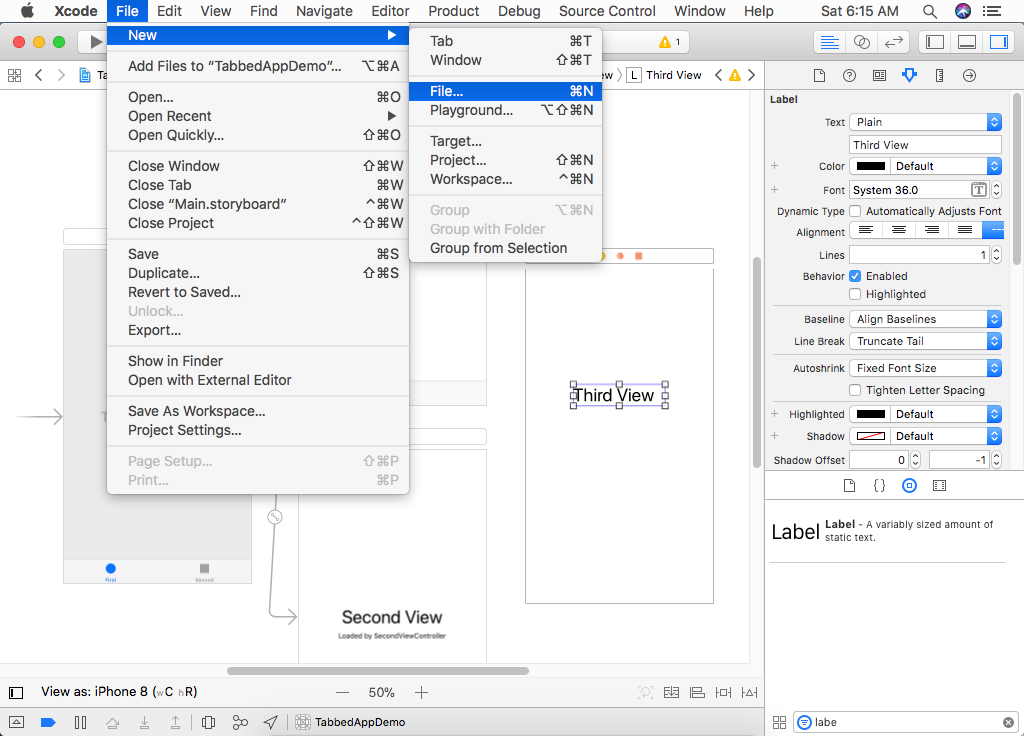 Xcode File Edit View Find Navigate Editor Product Debug Source Control Window Help Sat 6:15 AM
New
Add Files to “TabbedAppDemo”... ⌥⌘A
Open... ⌘O
Open Recent
Open Quickly... ⇧⌘O
Close Window ⇧⌘W
Close Tab ⌘W
Close “Main.storyboard” ^⌘W
Close Project ^⇧⌘W
Save ⌘S
Duplicate... ⇧⌘S
Revert to Saved...
Unlock...
Export...
Show in Finder
Open with External Editor
Save As Workspace...
Project Settings...
Page Setup... ⇧⌘P
Print... ⌘P
Tab ⌘T
Window ⇧⌘T
File... ⌘N
Playground... ⌥⇧⌘N
Target...
Project... ⇧⌘N
Workspace... ^⌘N
Group ⌥⌘N
Group with Folder
Group from Selection
1
L Third View
Third View
First Second
Second View
Loaded by SecondViewController
View as: iPhone 8 (wC hR) — 50% +
TabbedAppDemo
Label
Text Plain
Third View
Color Default
Font System 36.0
Dynamic Type Automatically Adjusts Font
Alignment
Lines 1
Behavior Enabled
Highlighted
Baseline Align Baselines
Line Break Truncate Tail
Autoshrink Fixed Font Size
Tighten Letter Spacing
Highlighted Default
Shadow Default
Shadow Offset 0 -1
Label Label - A variably sized amount of
static text.
labe